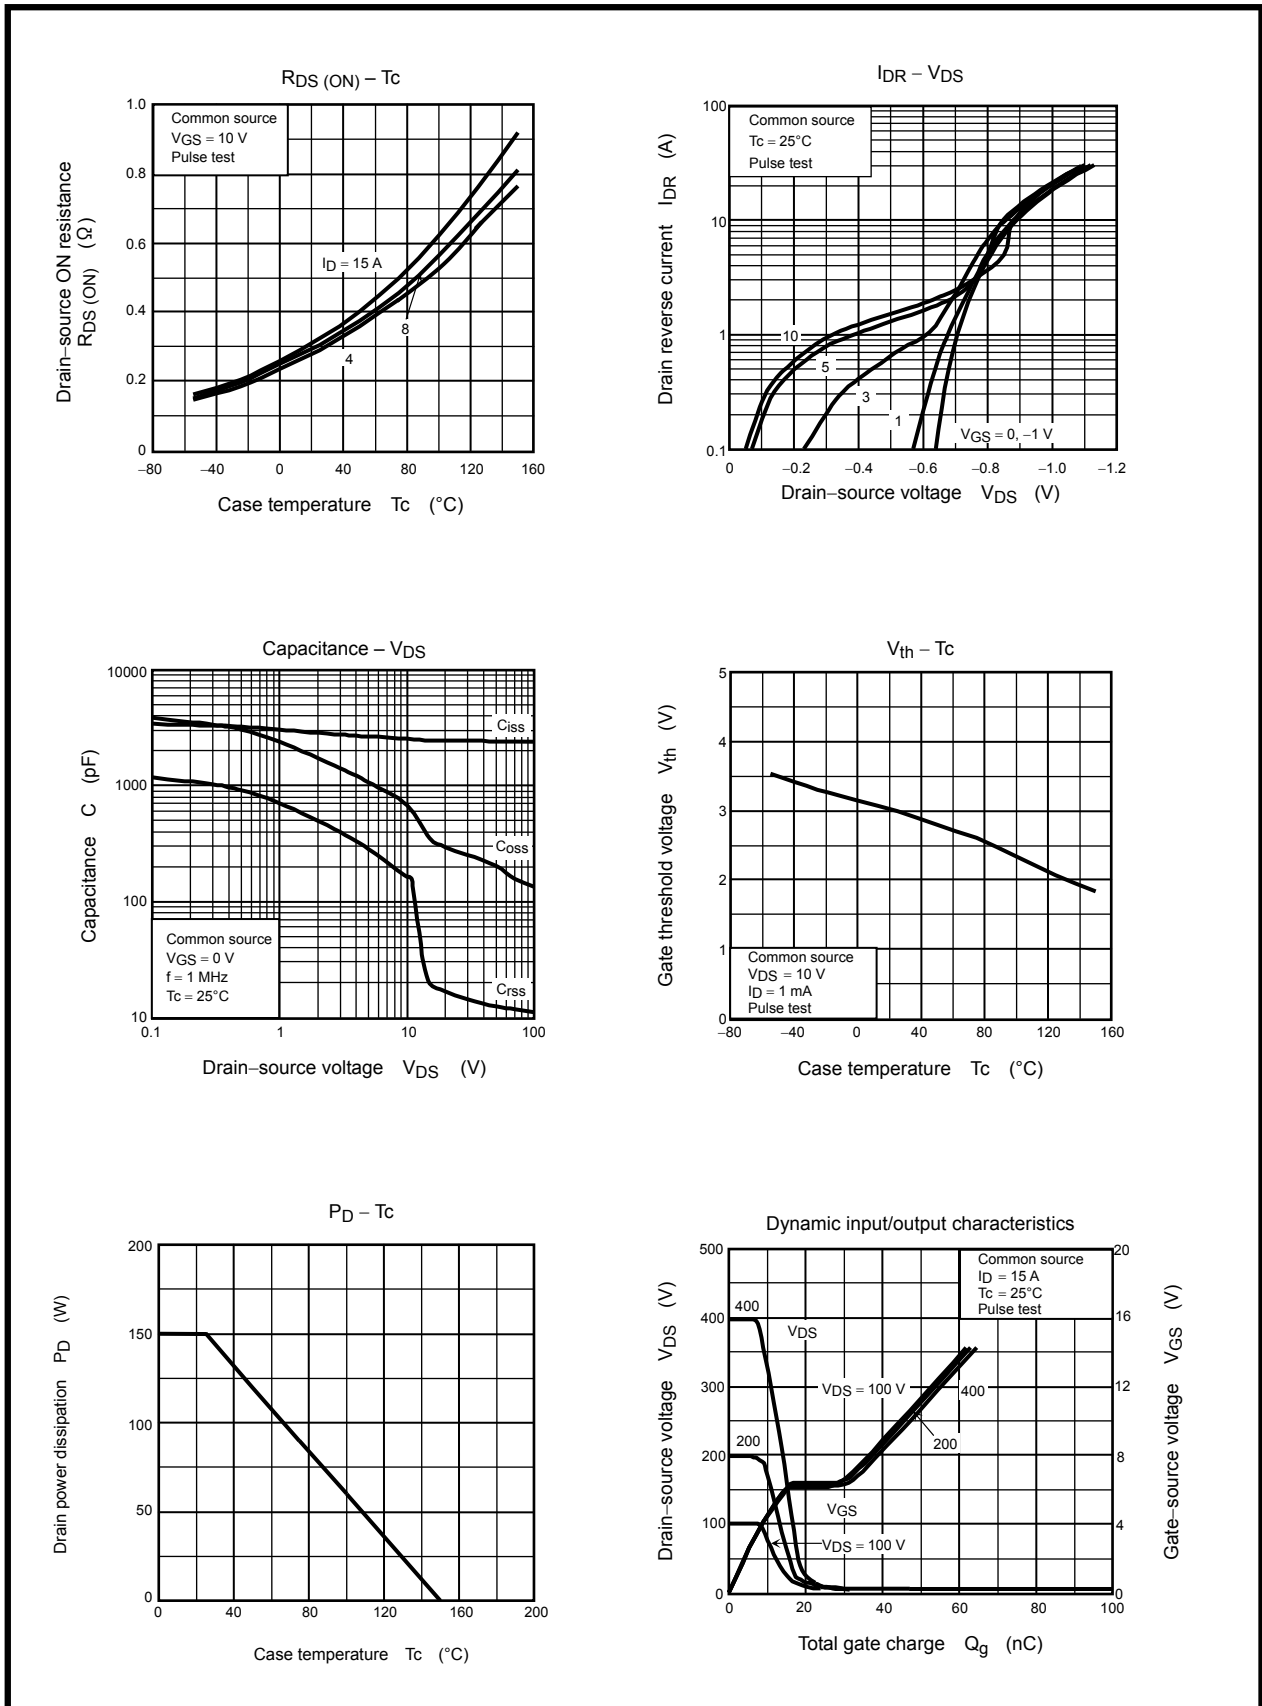 RDS (ON) – Tc
Common source
VGS = 10 V
Pulse test
Drain–source ON resistance
RDS (ON) (Ω)
1.0
0.8
0.6
0.4
0.2
0
ID = 15 A
8
4
−80 −40 0 40 80 120 160
Case temperature Tc (°C)
IDR – VDS
Common source
Tc = 25°C
Pulse test
Drain reverse current IDR (A)
100
10
1
0.1
10
5
3
1
VGS = 0, −1 V
0 −0.2 −0.4 −0.6 −0.8 −1.0 −1.2
Drain–source voltage VDS (V)
Capacitance – VDS
Capacitance C (pF)
10000
1000
100
10
Ciss
Coss
Crss
Common source
VGS = 0 V
f = 1 MHz
Tc = 25°C
0.1 1 10 100
Drain–source voltage VDS (V)
Vth – Tc
Gate threshold voltage Vth (V)
5
4
3
2
1
0
Common source
VDS = 10 V
ID = 1 mA
Pulse test
−80 −40 0 40 80 120 160
Case temperature Tc (°C)
PD – Tc
Drain power dissipation PD (W)
200
150
100
50
0
0 40 80 120 160 200
Case temperature Tc (°C)
Dynamic input/output characteristics
Common source
ID = 15 A
Tc = 25°C
Pulse test
Drain–source voltage VDS (V)
500
400
300
200
100
0
400
VDS
VDS = 100 V
400
200
200
VGS
VDS = 100 V
20
16
12
8
4
0
Gate–source voltage VGS (V)
0 20 40 60 80 100
Total gate charge Qg (nC)